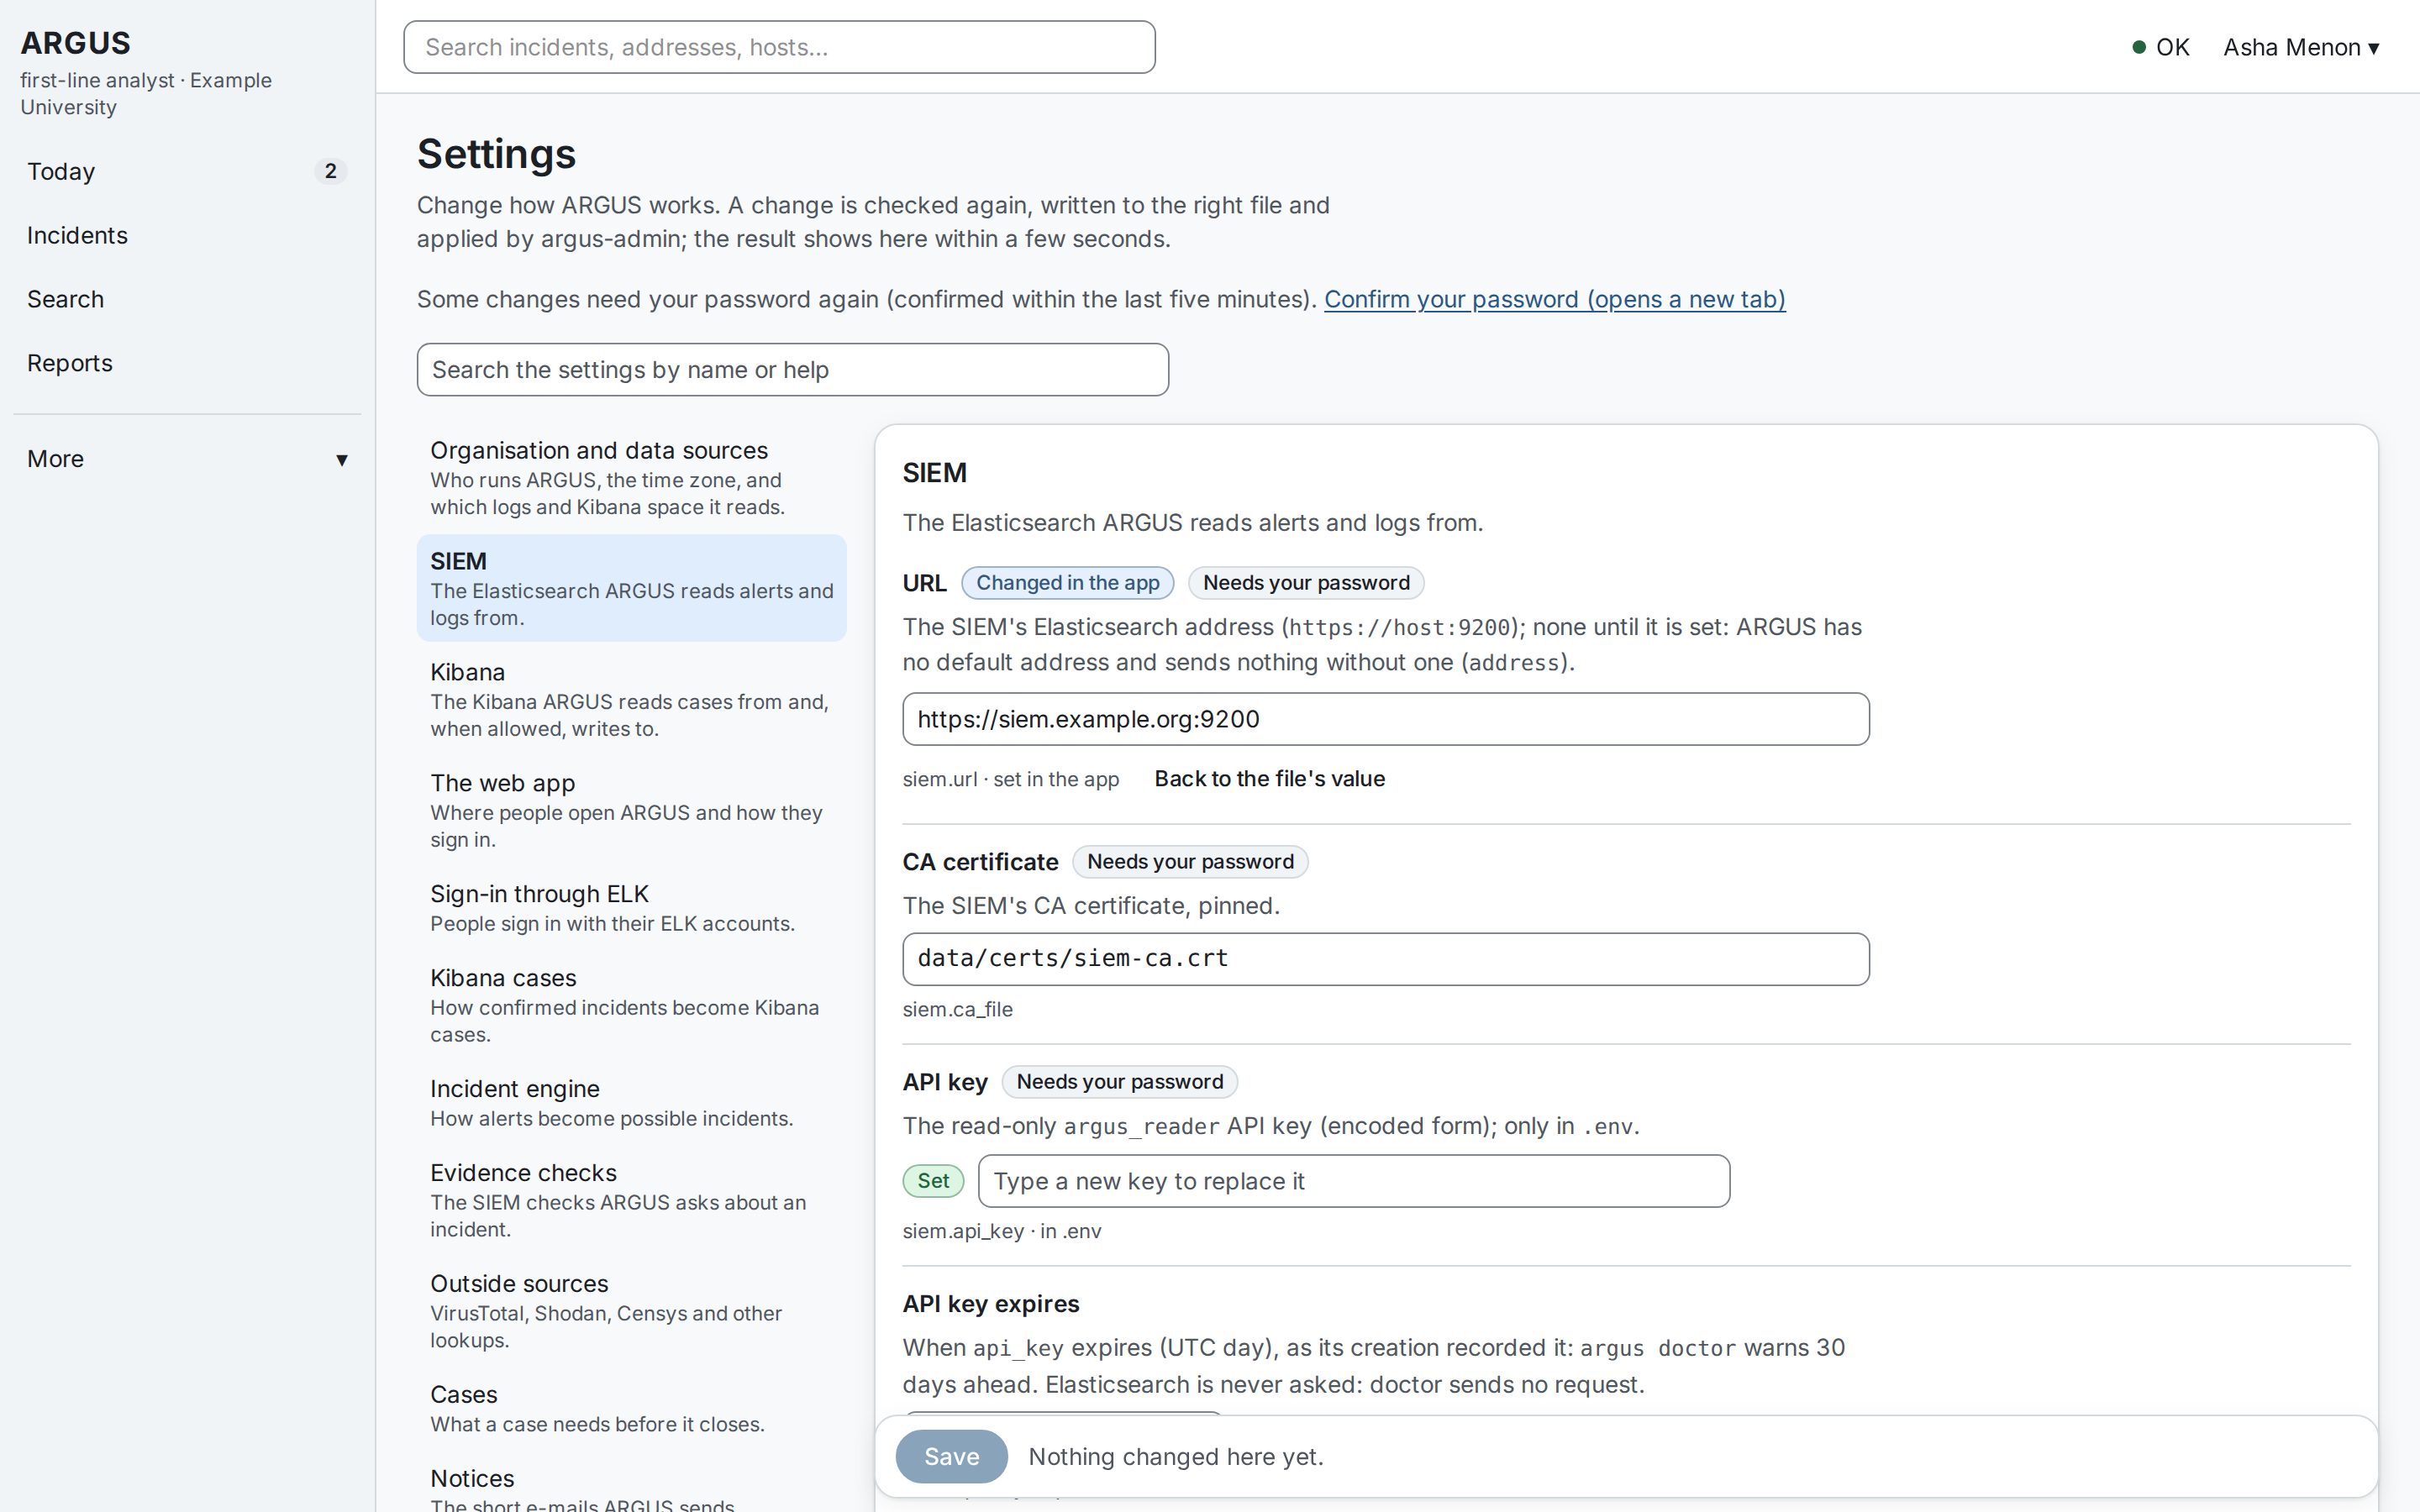 ARGUS
first-line analyst · Example
University
Today 2
Incidents
Search
Reports
More ▾
Search incidents, addresses, hosts...
OK
Asha Menon ▾
Settings
Change how ARGUS works. A change is checked again, written to the right file and
applied by argus-admin; the result shows here within a few seconds.
Some changes need your password again (confirmed within the last five minutes). Confirm your password (opens a new tab)
Search the settings by name or help
Organisation and data sources
Who runs ARGUS, the time zone, and
which logs and Kibana space it reads.
SIEM
The Elasticsearch ARGUS reads alerts and
logs from.
Kibana
The Kibana ARGUS reads cases from and,
when allowed, writes to.
The web app
Where people open ARGUS and how they
sign in.
Sign-in through ELK
People sign in with their ELK accounts.
Kibana cases
How confirmed incidents become Kibana
cases.
Incident engine
How alerts become possible incidents.
Evidence checks
The SIEM checks ARGUS asks about an
incident.
Outside sources
VirusTotal, Shodan, Censys and other
lookups.
Cases
What a case needs before it closes.
Notices
The short e-mails ARGUS sends
SIEM
The Elasticsearch ARGUS reads alerts and logs from.
URL Changed in the app Needs your password
The SIEM's Elasticsearch address (https://host:9200); none until it is set: ARGUS has
no default address and sends nothing without one (address).
https://siem.example.org:9200
siem.url · set in the app Back to the file's value
CA certificate Needs your password
The SIEM's CA certificate, pinned.
data/certs/siem-ca.crt
siem.ca_file
API key Needs your password
The read-only argus_reader API key (encoded form); only in .env.
Set Type a new key to replace it
siem.api_key · in .env
API key expires
When api_key expires (UTC day), as its creation recorded it: argus doctor warns 30
days ahead. Elasticsearch is never asked: doctor sends no request.
Save Nothing changed here yet.